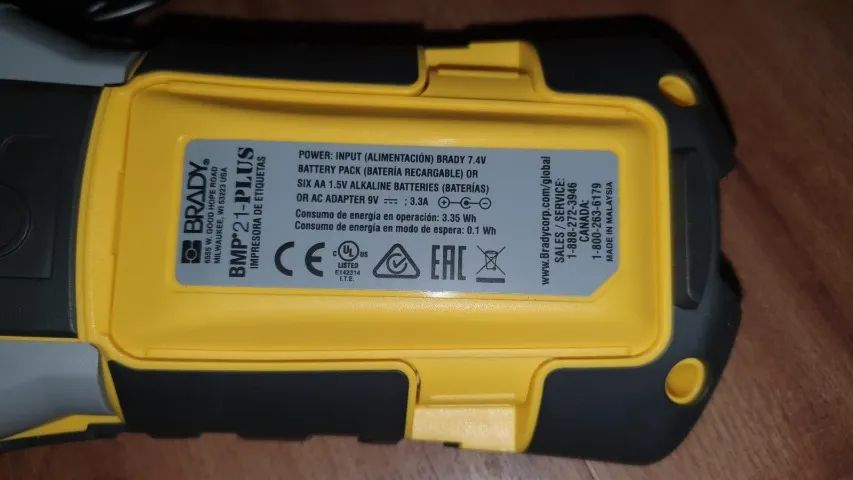 BRADY®
6555 W. GOOD HOPE ROAD
MILWAUKEE, WI 53223 USA
BMP®21-PLUS
IMPRESORA DE ETIQUETAS
POWER: INPUT (ALIMENTACIÓN) BRADY 7.4V
BATTERY PACK (BATERÍA RECARGABLE) OR
SIX AA 1.5V ALKALINE BATTERIES (BATERÍAS)
OR AC ADAPTER 9V ⎓ ; 3.3A
Consumo de energía en operación: 3.35 Wh
Consumo de energía en modo de espera: 0.1 Wh
CE
C UL US
LISTED
E142314
I.T.E.
EAC
www.Bradycorp.com/global
SALES / SERVICE:
1-888-272-3946
CANADA:
1-800-263-6179
MADE IN MALAYSIA